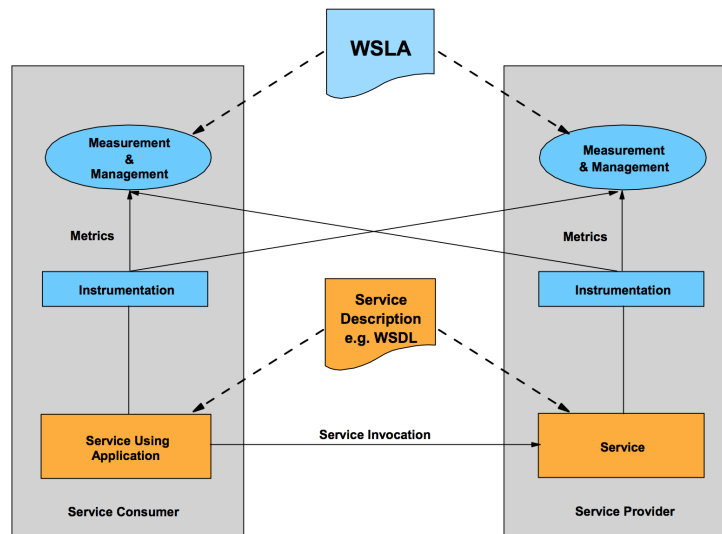 WSLA
Measurement
&
Management
Measurement
& Management
Metrics
Metrics
Instrumentation
Instrumentation
Service
Description
e.g. WSDL
Service Using
Application
Service Invocation
Service
Service Consumer
Service Provider